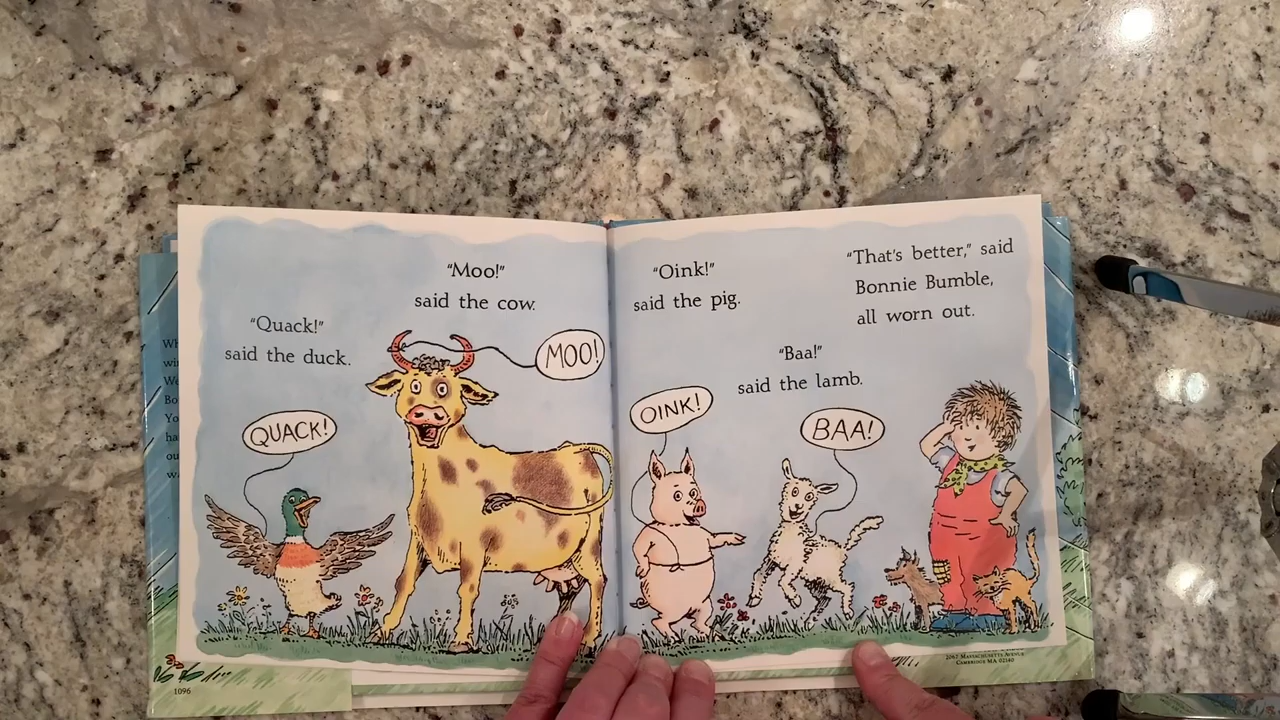 "Quack!"
said the duck.
QUACK!
"Moo!"
said the cow.
MOO!
"Oink!"
said the pig.
OINK!
"Baa!"
said the lamb.
BAA!
"That's better," said
Bonnie Bumble,
all worn out.
1096
1067 MASSACHUSETTS AVENUE
CAMBRIDGE MA 02140